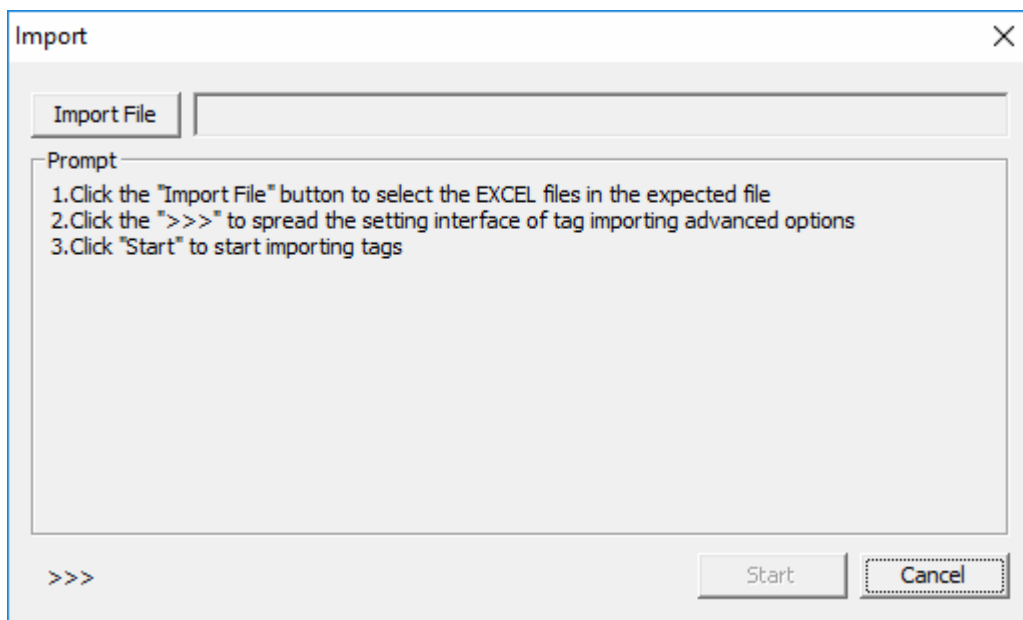 Import
Import File
Prompt
1.Click the "Import File" button to select the EXCEL files in the expected file
2.Click the ">>>" to spread the setting interface of tag importing advanced options
3.Click "Start" to start importing tags
>>>
Start
Cancel